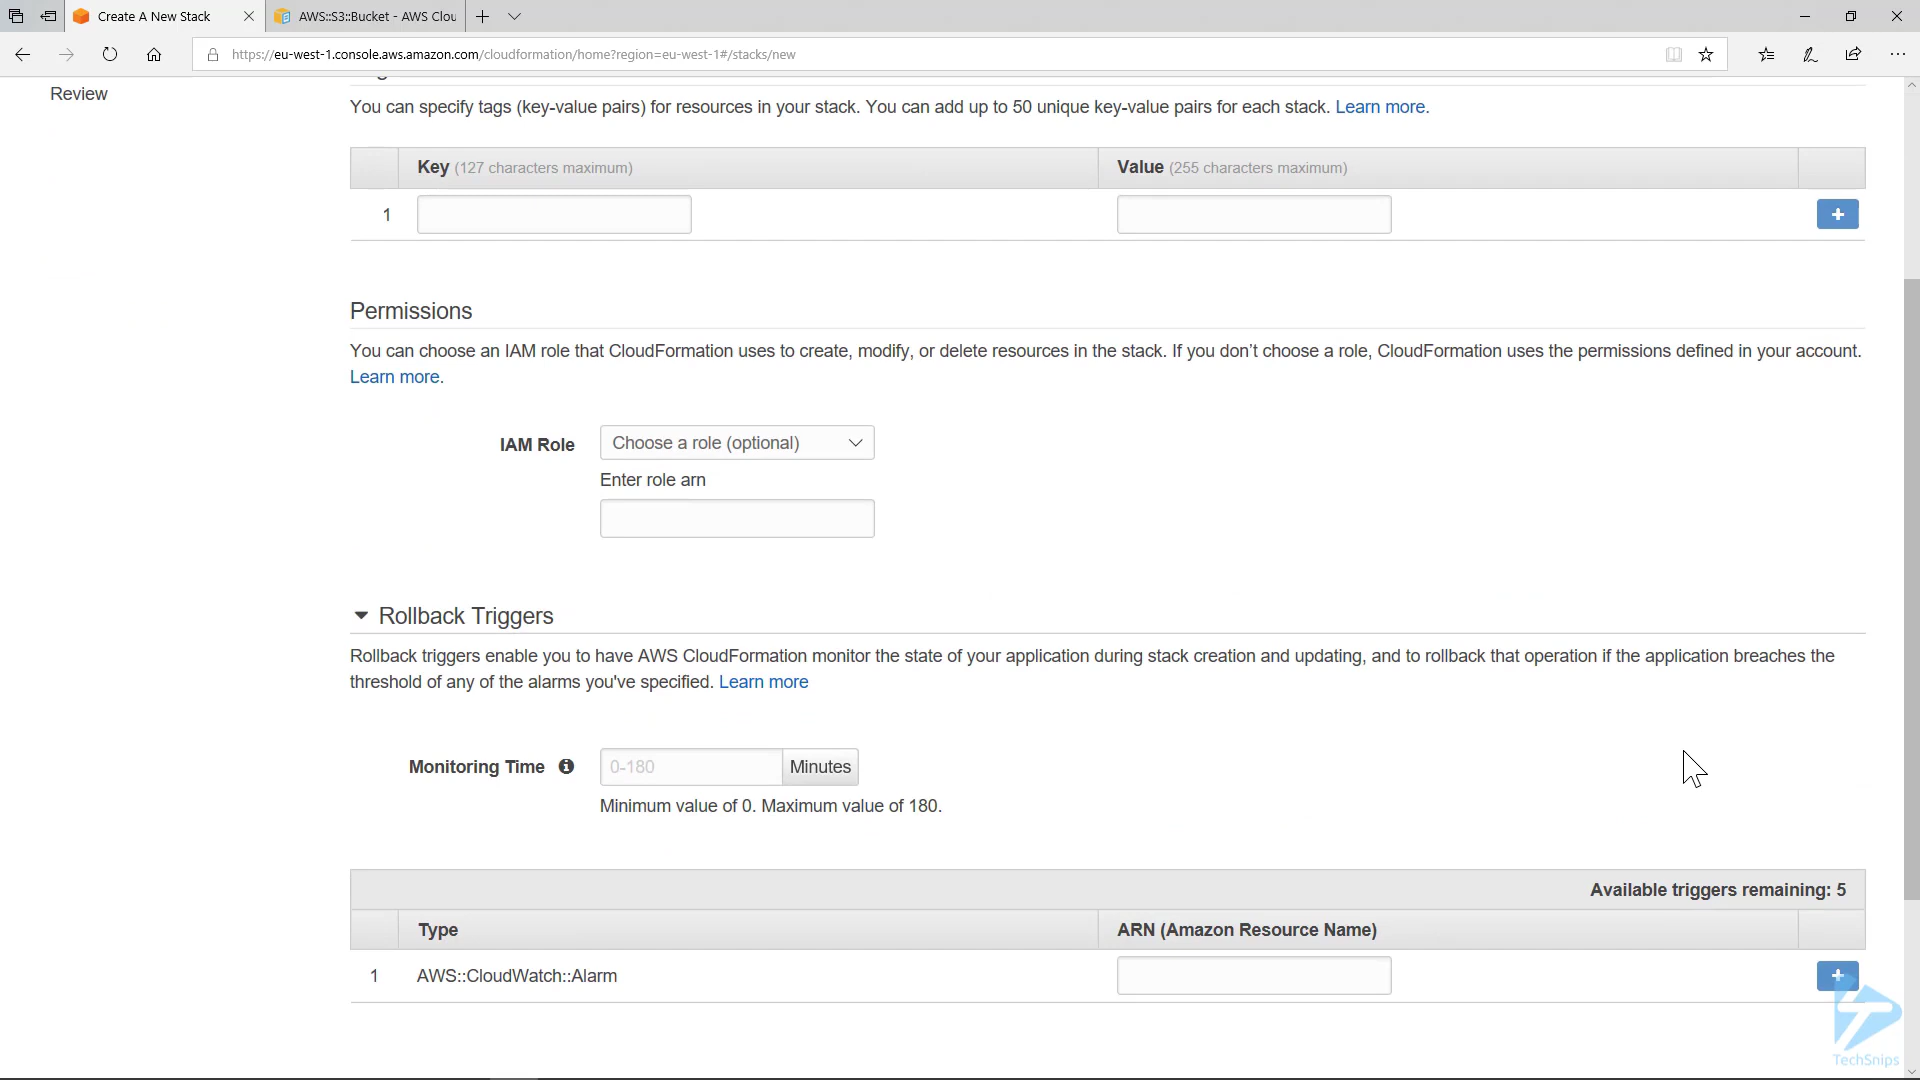 Create A New Stack
AWS::S3::Bucket - AWS Clou
https://eu-west-1.console.aws.amazon.com/cloudformation/home?region=eu-west-1#/stacks/new
Review
You can specify tags (key-value pairs) for resources in your stack. You can add up to 50 unique key-value pairs for each stack. Learn more.
Key (127 characters maximum)
Value (255 characters maximum)
1
Permissions
You can choose an IAM role that CloudFormation uses to create, modify, or delete resources in the stack. If you don't choose a role, CloudFormation uses the permissions defined in your account.
Learn more.
IAM Role
Choose a role (optional)
Enter role arn
Rollback Triggers
Rollback triggers enable you to have AWS CloudFormation monitor the state of your application during stack creation and updating, and to rollback that operation if the application breaches the
threshold of any of the alarms you've specified. Learn more
Monitoring Time
0-180
Minutes
Minimum value of 0. Maximum value of 180.
Available triggers remaining: 5
Type
ARN (Amazon Resource Name)
1
AWS::CloudWatch::Alarm
TechSnips